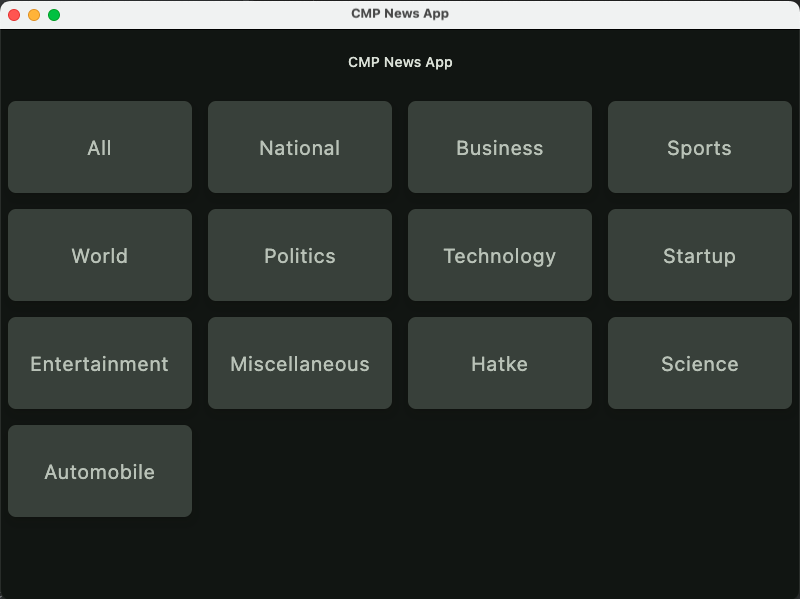 CMP News App
CMP News App
All
National
Business
Sports
World
Politics
Technology
Startup
Entertainment
Miscellaneous
Hatke
Science
Automobile